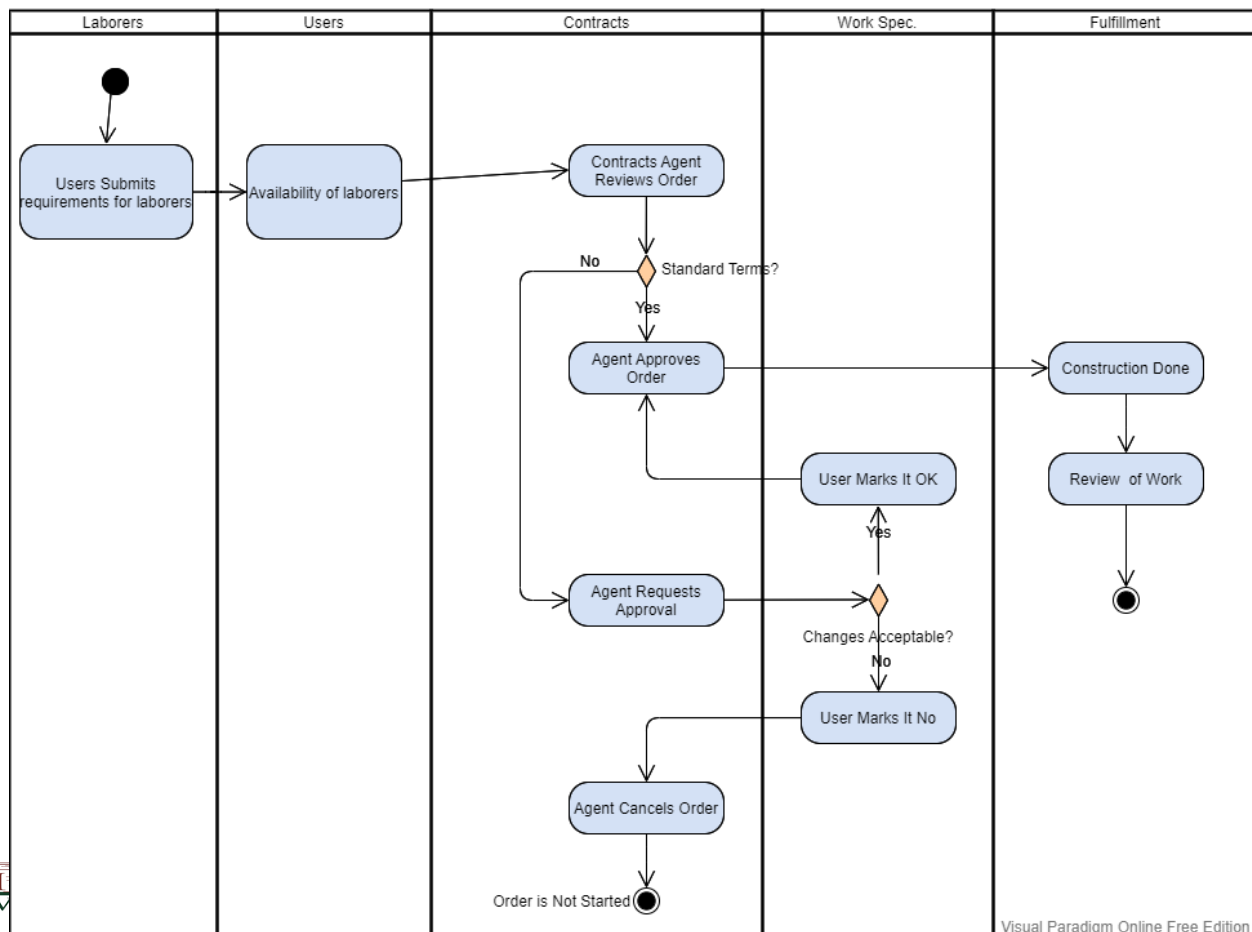 Laborers
Users
Contracts
Work Spec.
Fulfillment
Users Submits
requirements for laborers
Availability of laborers
Contracts Agent
Reviews Order
No
Standard Terms?
Yes
Agent Approves
Order
Construction Done
User Marks It OK
Review of Work
Yes
Agent Requests
Approval
Changes Acceptable?
No
User Marks It No
Agent Cancels Order
Order is Not Started
Visual Paradigm Online Free Edition